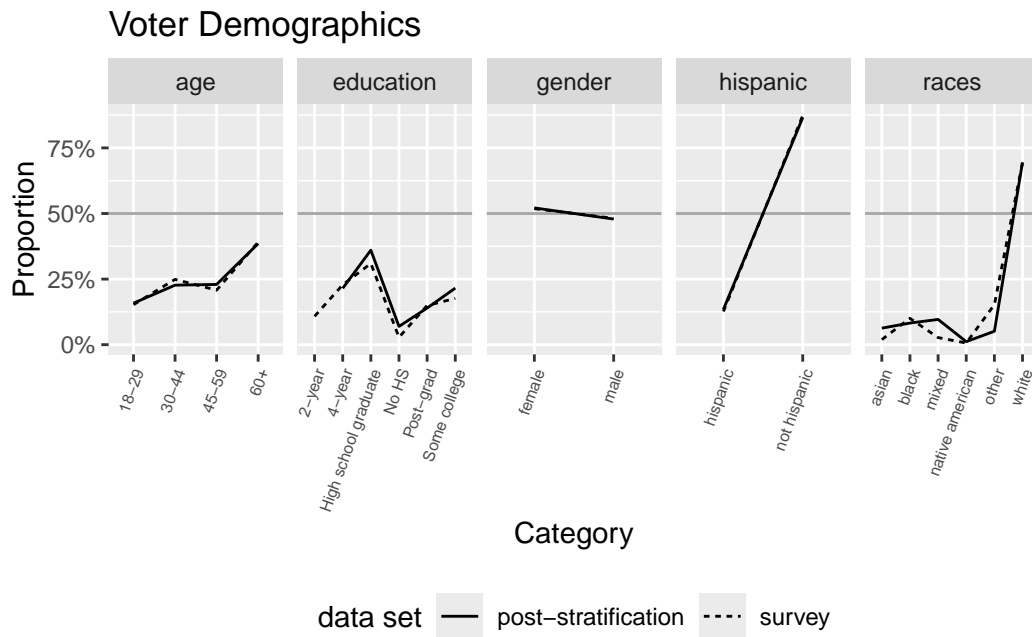 Voter Demographics
age education gender hispanic races
Proportion
75%
50%
25%
0%
18−29 30−44 45−59 60+ 2−year 4−year High school graduate No HS Post−grad Some college female male hispanic not hispanic asian black mixed native american other white
Category
data set post−stratification survey